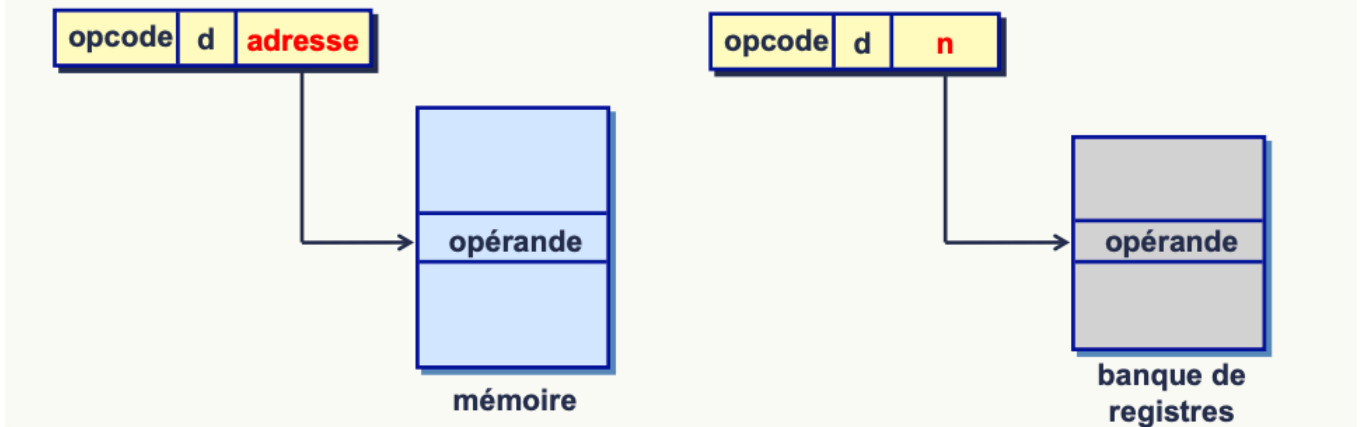 opcode d adresse
opérande
mémoire
opcode d n
opérande
banque de
registres